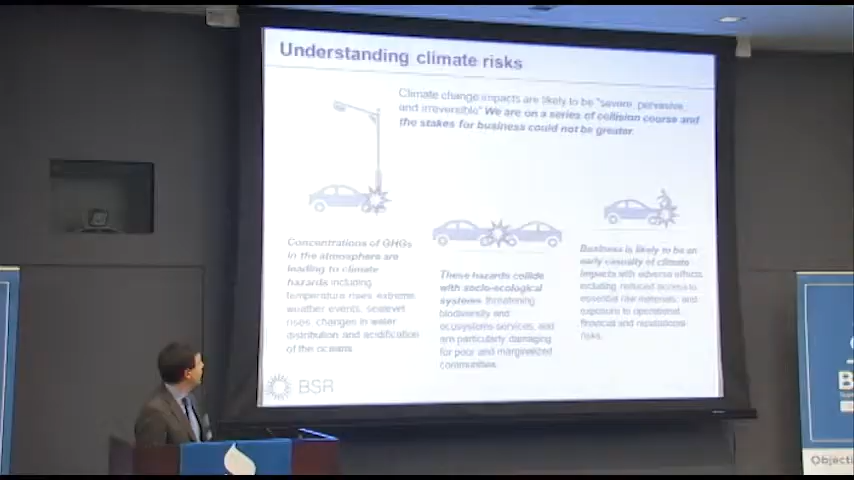 Understanding climate risks
Climate change impacts are likely to be "severe, pervasive,
and irreversible" We are on a series of collision course and
the stakes for business could not be greater.
Concentrations of GHGs
in the atmosphere are
leading to climate
hazards including
temperature rises, extreme
weather events, sealevel
rises, changes in water
distribution and acidification
of the oceans.
These hazards collide
with socio-ecological
systems threatening
biodiversity and
ecosystems services, and
are particularly damaging
for poor and marginalized
communities.
Business is likely to be an
early casualty of climate
impacts with adverse effects,
including reduced access to
essential raw materials, and
exposure to operational,
financial and reputational
risks.
BSR
B
Objecti